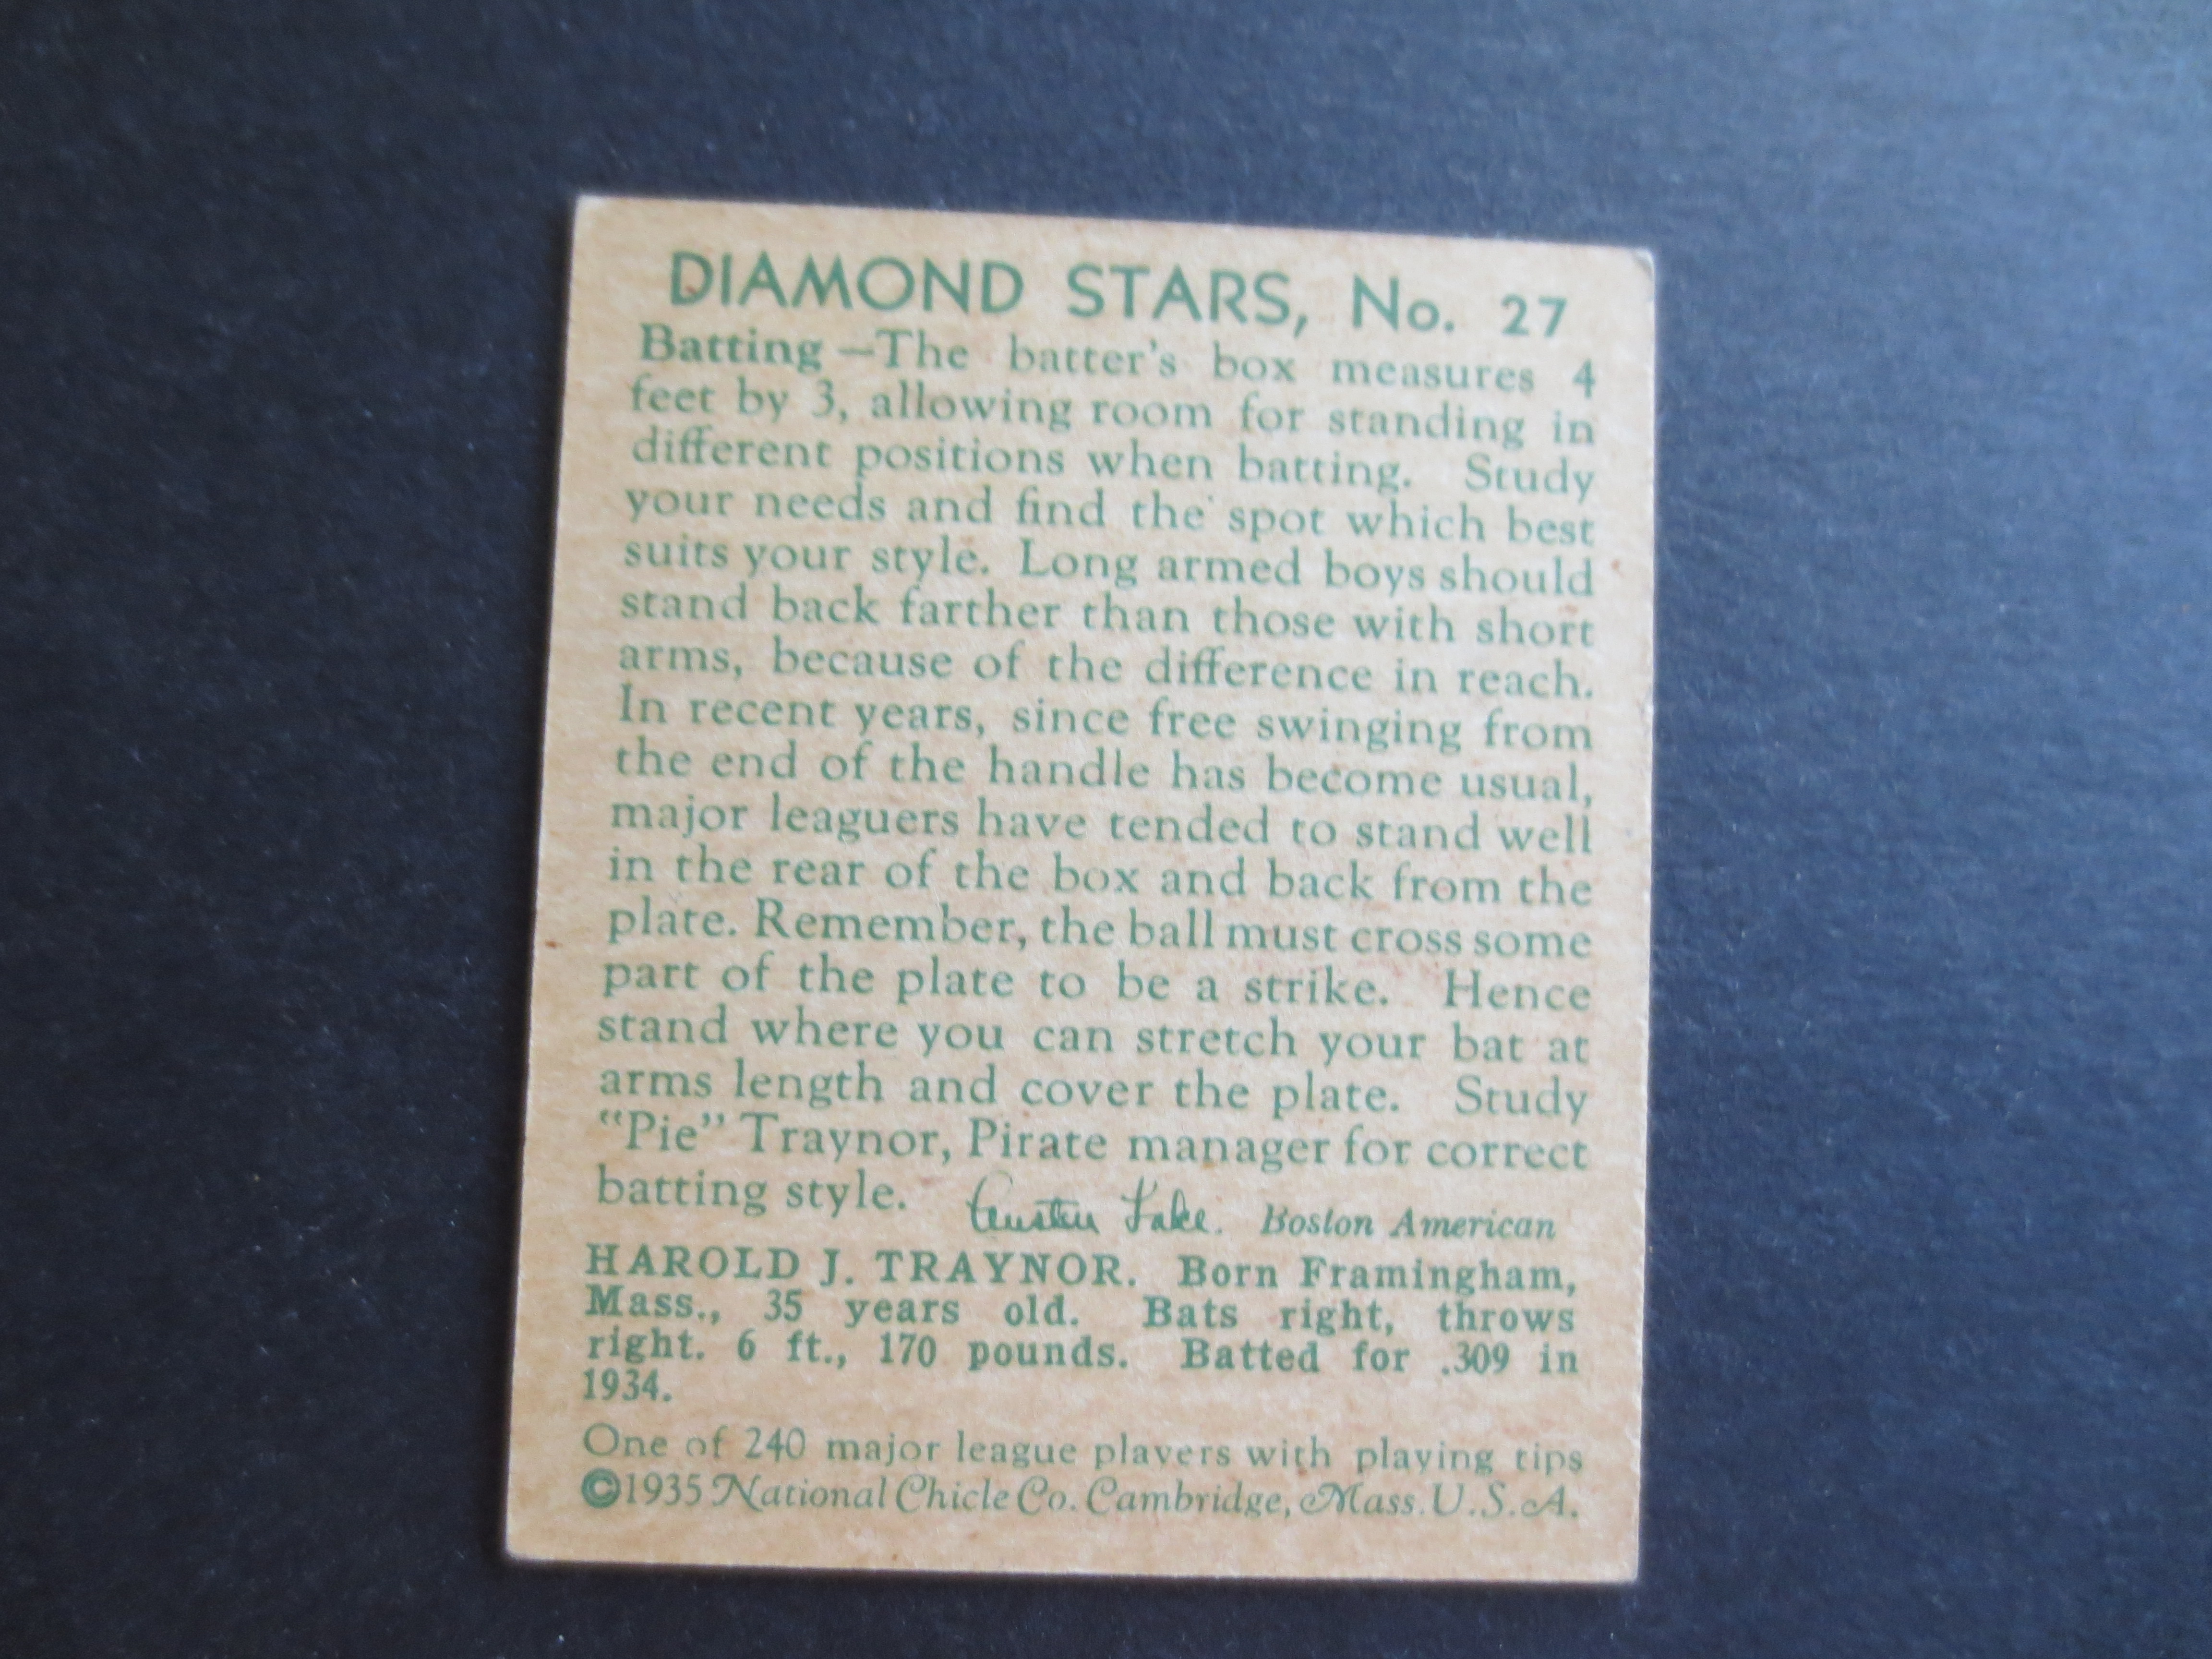 DIAMOND STARS, No. 27
Batting —The batter's box measures 4
feet by 3, allowing room for standing in
different positions when batting. Study
your needs and find the spot which best
suits your style. Long armed boys should
stand back farther than those with short
arms, because of the difference in reach.
In recent years, since free swinging from
the end of the handle has become usual,
major leaguers have tended to stand well
in the rear of the box and back from the
plate. Remember, the ball must cross some
part of the plate to be a strike. Hence
stand where you can stretch your bat at
arms length and cover the plate. Study
"Pie" Traynor, Pirate manager for correct
batting style. Austen Lake. Boston American
HAROLD J. TRAYNOR. Born Framingham,
Mass., 35 years old. Bats right, throws
right. 6 ft., 170 pounds. Batted for .309 in
1934.
One of 240 major league players with playing tips
©1935 National Chicle Co. Cambridge, Mass. U.S.A.